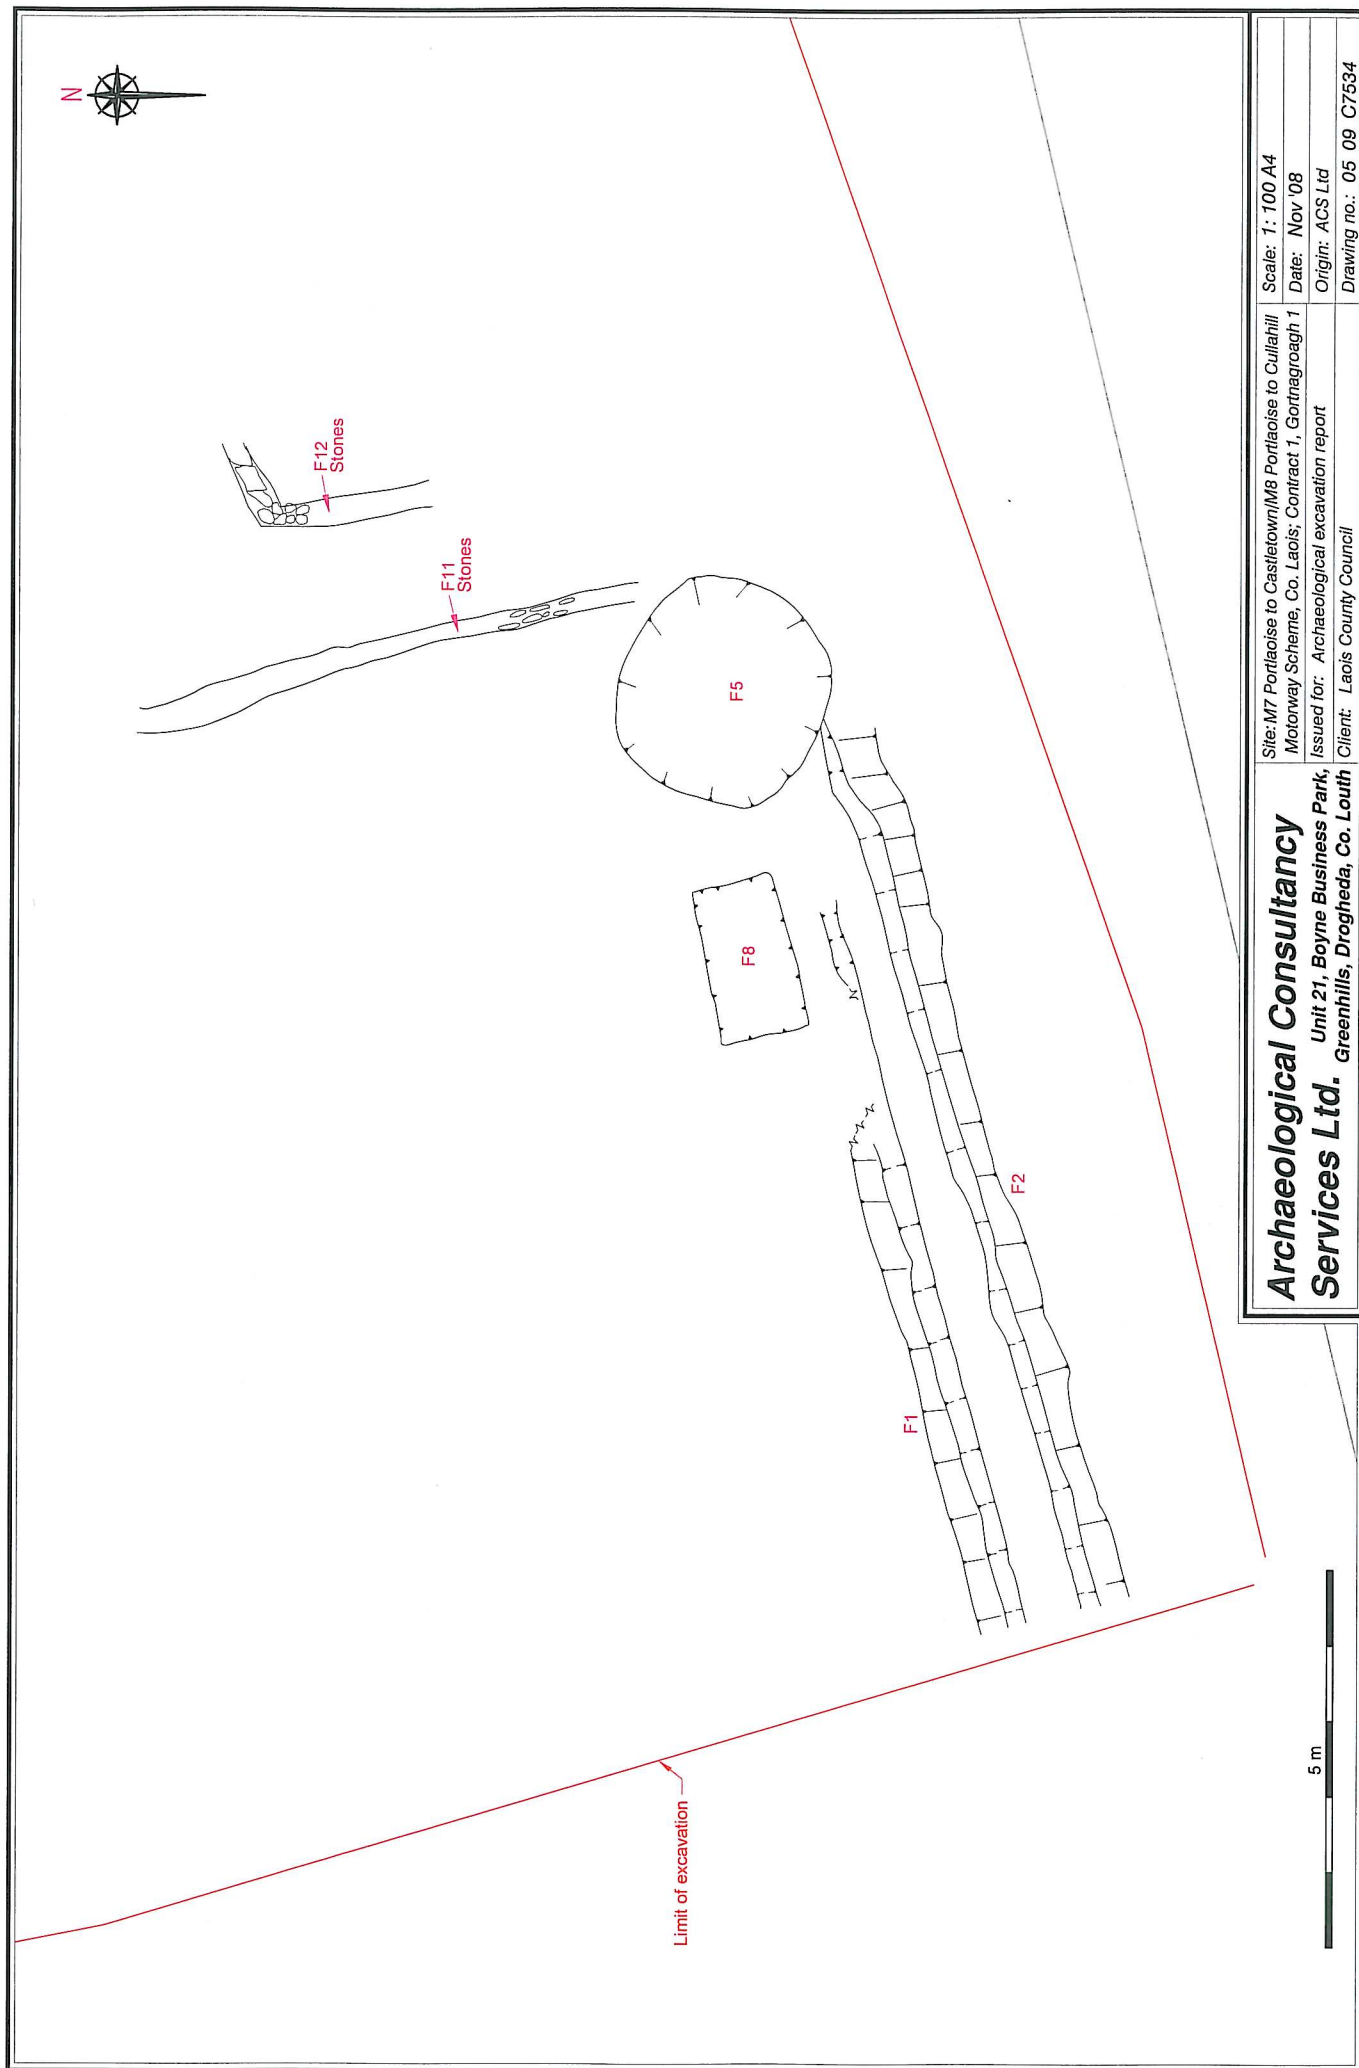 N
F12
Stones
F11
Stones
F5
F8
F2
F1
Limit of excavation
5 m
Archaeological Consultancy
Services Ltd.
Unit 21, Boyne Business Park,
Greenhills, Drogheda, Co. Louth
Site: M7 Portlaoise to Castletown/M8 Portlaoise to Cullahill
Motorway Scheme, Co. Laois; Contract 1, Gortnagroagh 1
Issued for: Archaeological excavation report
Client: Laois County Council
Scale: 1: 100 A4
Date: Nov '08
Origin: ACS Ltd
Drawing no.: 05 09 C7534